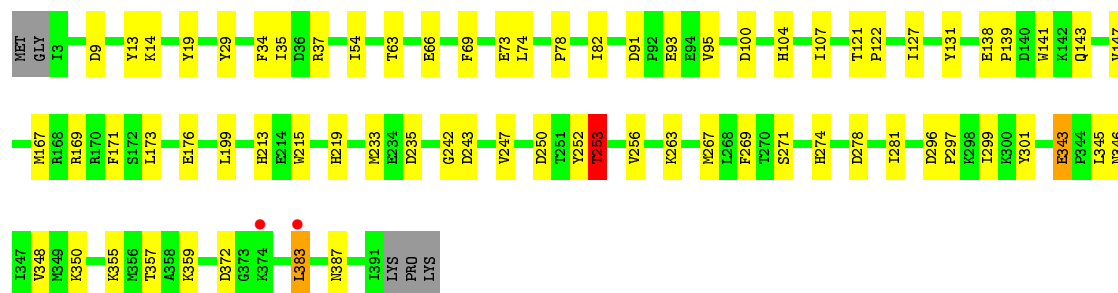 MET GLY I3 D9 Y13 K14 Y19 Y29 F34 I35 D36 R37 I54 T63 E66 F69 E73 L74 P78 I82 D91 P92 E93 E94 V95 D100 H104 I107 T121 P122 I127 Y131 E138 P139 D140 W141 K142 Q143
M167 R168 R169 R170 F171 S172 L173 E176 L199 H213 E214 W215 H219 M233 E234 D235 G242 D243 V247 D250 T251 Y252 T253 V256 K263 M267 L268 F269 T270 S271 H274 D278 I281 D296 P297 K298 I299 K300 Y301 E343 P344 L345 N346
I347 V348 M349 K350 K355 M356 T357 A358 K359 D372 G373 K374 L383 N387 I391 LYS PRO LYS